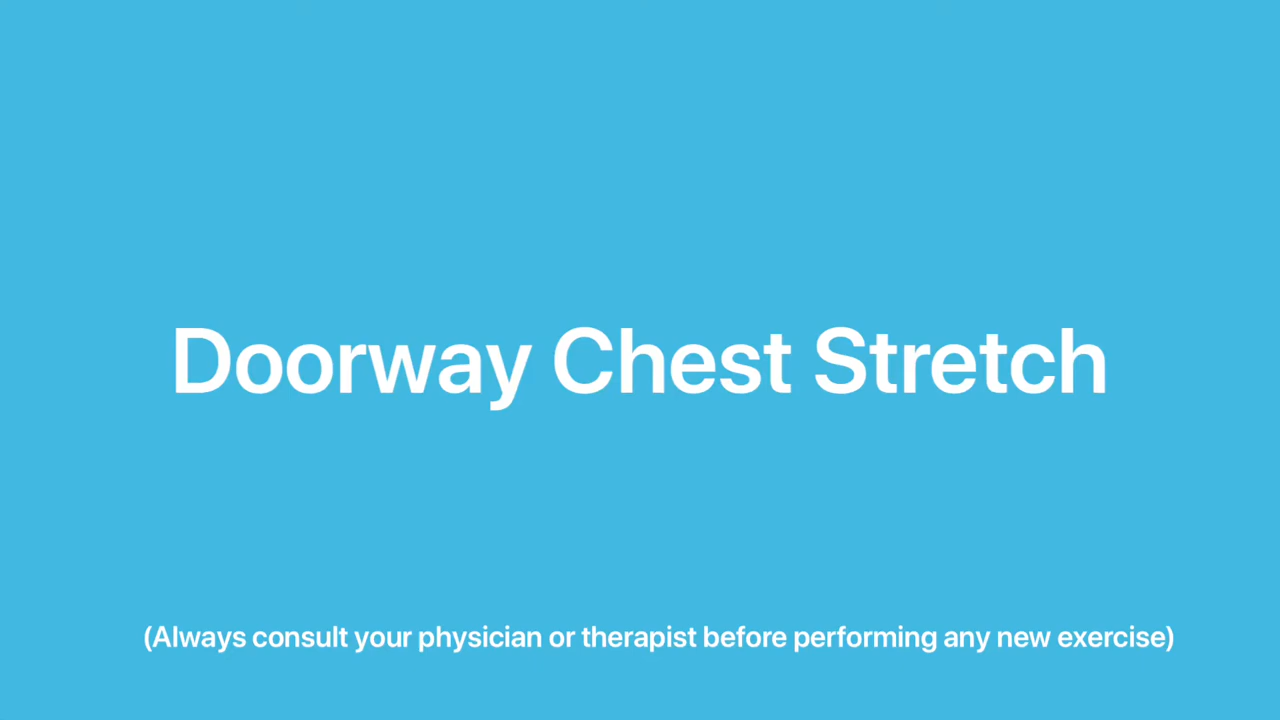 Doorway Chest Stretch
(Always consult your physician or therapist before performing any new exercise)